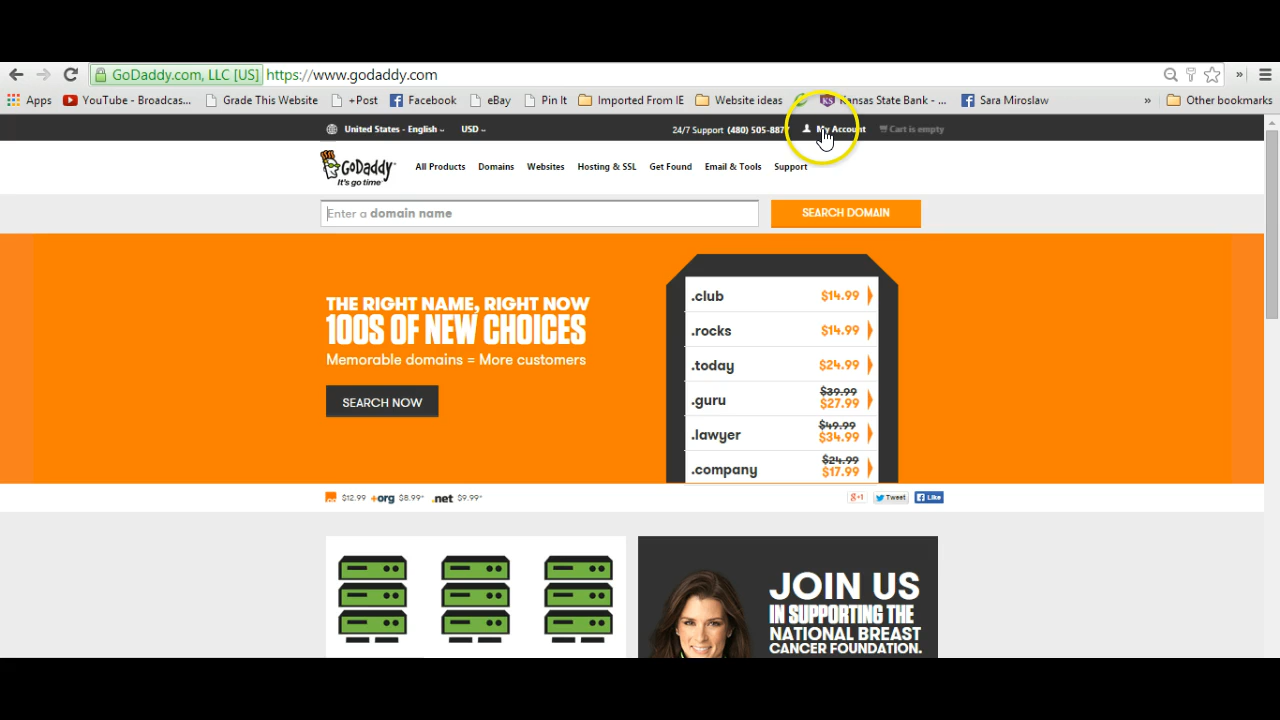 GoDaddy.com, LLC [US] https://www.godaddy.com
Apps YouTube - Broadcas... Grade This Website +Post Facebook eBay Pin It Imported From IE Website ideas Kansas State Bank - ... Sara Miroslaw » Other bookmarks
United States - English USD 24/7 Support (480) 505-887 My Account Cart is empty
GoDaddy
It's go time
All Products Domains Websites Hosting & SSL Get Found Email & Tools Support
Enter a domain name SEARCH DOMAIN
THE RIGHT NAME, RIGHT NOW
100S OF NEW CHOICES
Memorable domains = More customers
SEARCH NOW
.club $14.99
.rocks $14.99
.today $24.99
.guru $39.99 $27.99
.lawyer $49.99 $34.99
.company $24.99 $17.99
$12.99 +org $8.99* .net $9.99*
g+1 Tweet Like
JOIN US
IN SUPPORTING THE
NATIONAL BREAST
CANCER FOUNDATION.